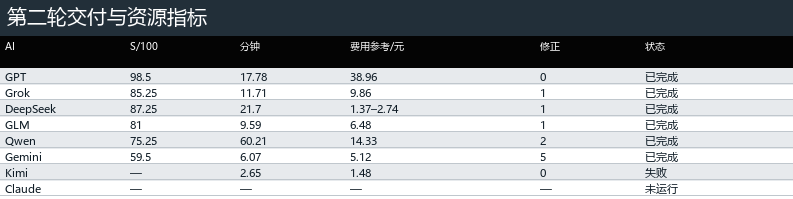 第二轮交付与资源指标
AI S/100 分钟 费用参考/元 修正 状态
GPT 98.5 17.78 38.96 0 已完成
Grok 85.25 11.71 9.86 1 已完成
DeepSeek 87.25 21.7 1.37–2.74 1 已完成
GLM 81 9.59 6.48 1 已完成
Qwen 75.25 60.21 14.33 2 已完成
Gemini 59.5 6.07 5.12 5 已完成
Kimi — 2.65 1.48 0 失败
Claude — — — — 未运行